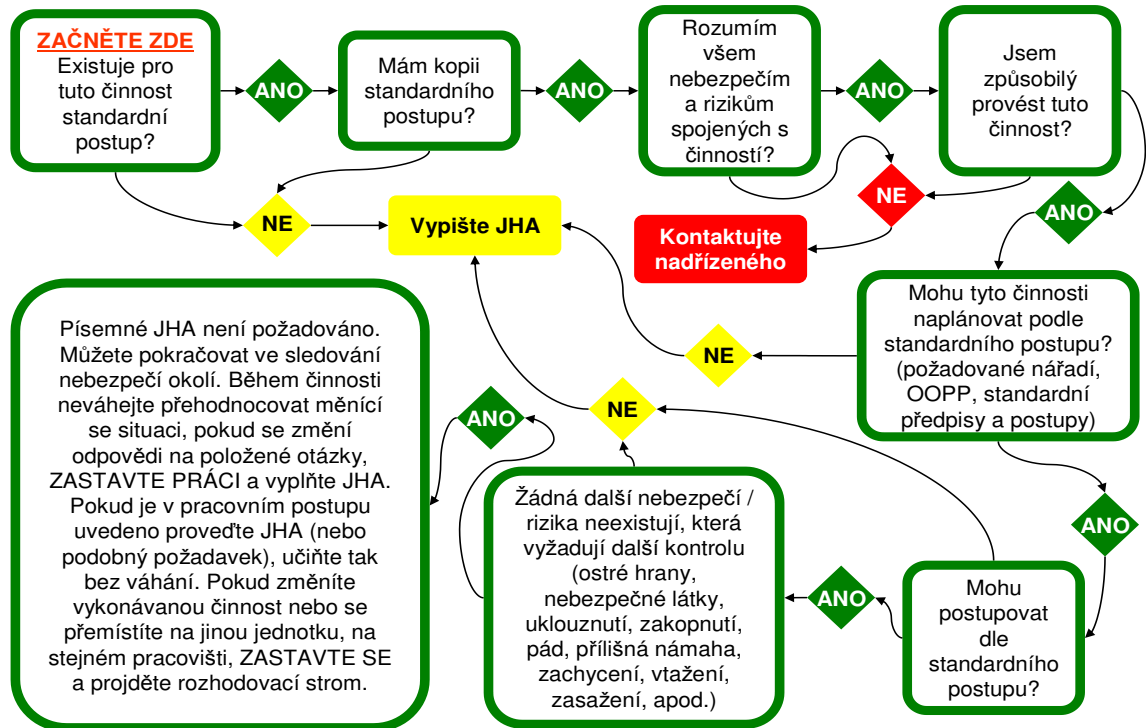 ZAČNĚTE ZDE
Existuje pro
tuto činnost
standardní
postup?
ANO
Mám kopii
standardního
postupu?
ANO
Rozumím
všem
nebezpečím
a rizikům
spojených s
činností?
ANO
Jsem
způsobilý
provést tuto
činnost?
NE
ANO
NE
Vypište JHA
Kontaktujte
nadřízeného
Mohu tyto činnosti
naplánovat podle
standardního postupu?
(požadované nářadí,
OOPP, standardní
předpisy a postupy)
NE
ANO
Mohu
postupovat
dle
standardního
postupu?
NE
ANO
Žádná další nebezpečí /
rizika neexistují, která
vyžadují další kontrolu
(ostré hrany,
nebezpečné látky,
uklouznutí, zakopnutí,
pád, přílišná námaha,
zachycení, vtažení,
zasažení, apod.)
ANO
Písemné JHA není požadováno.
Můžete pokračovat ve sledování
nebezpečí okolí. Během činnosti
neváhejte přehodnocovat měnící
se situaci, pokud se změní
odpovědi na položené otázky,
ZASTAVTE PRÁCI a vyplňte JHA.
Pokud je v pracovním postupu
uvedeno proveďte JHA (nebo
podobný požadavek), učiňte tak
bez váhání. Pokud změníte
vykonávanou činnost nebo se
přemístíte na jinou jednotku, na
stejném pracovišti, ZASTAVTE SE
a projděte rozhodovací strom.